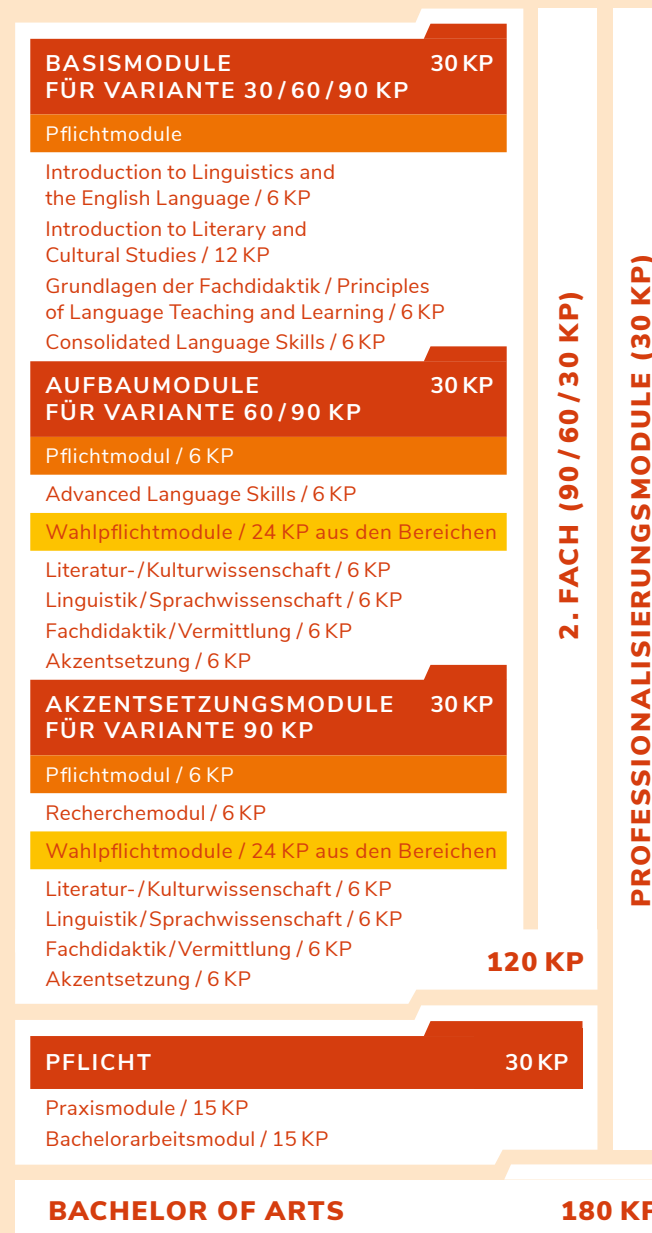 BASISMODULE 30 KP
FÜR VARIANTE 30/60/90 KP
Pflichtmodule
Introduction to Linguistics and
the English Language / 6 KP
Introduction to Literary and
Cultural Studies / 12 KP
Grundlagen der Fachdidaktik / Principles
of Language Teaching and Learning / 6 KP
Consolidated Language Skills / 6 KP
AUFBAUMODULE 30 KP
FÜR VARIANTE 60/90 KP
Pflichtmodul / 6 KP
Advanced Language Skills / 6 KP
Wahlpflichtmodule / 24 KP aus den Bereichen
Literatur-/Kulturwissenschaft / 6 KP
Linguistik/Sprachwissenschaft / 6 KP
Fachdidaktik/Vermittlung / 6 KP
Akzentsetzung / 6 KP
AKZENTSETZUNGSMODULE 30 KP
FÜR VARIANTE 90 KP
Pflichtmodul / 6 KP
Recherchemodul / 6 KP
Wahlpflichtmodule / 24 KP aus den Bereichen
Literatur-/Kulturwissenschaft / 6 KP
Linguistik/Sprachwissenschaft / 6 KP
Fachdidaktik/Vermittlung / 6 KP
Akzentsetzung / 6 KP
2. FACH (90/60/30 KP)
120 KP
PROFESSIONALISIERUNGSMODULE (30 KP)
PFLICHT 30 KP
Praxismodule / 15 KP
Bachelorarbeitsmodul / 15 KP
BACHELOR OF ARTS 180 KP